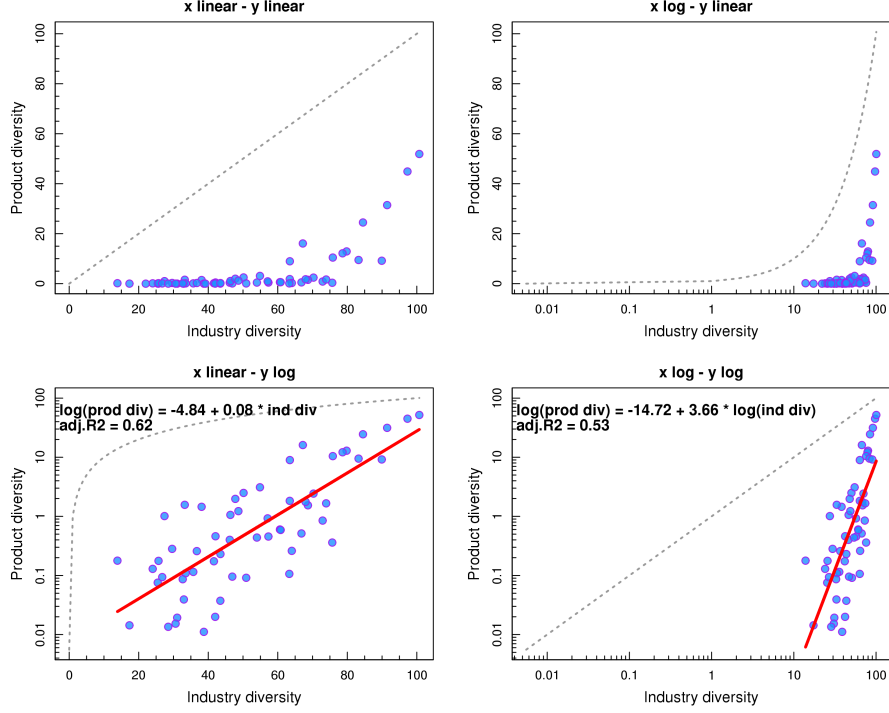 x linear - y linear
100
80
60
40
20
0
Product diversity
0
20
40
60
80
100
Industry diversity
x log - y linear
100
80
60
40
20
0
Product diversity
0.01
0.1
1
10
100
Industry diversity
x linear - y log
log(prod div) = -4.84 + 0.08 * ind div
adj.R2 = 0.62
100
10
1
0.1
0.01
Product diversity
0
20
40
60
80
100
Industry diversity
x log - y log
log(prod div) = -14.72 + 3.66 * log(ind div)
adj.R2 = 0.53
100
10
1
0.1
0.01
Product diversity
0.01
0.1
1
10
100
Industry diversity